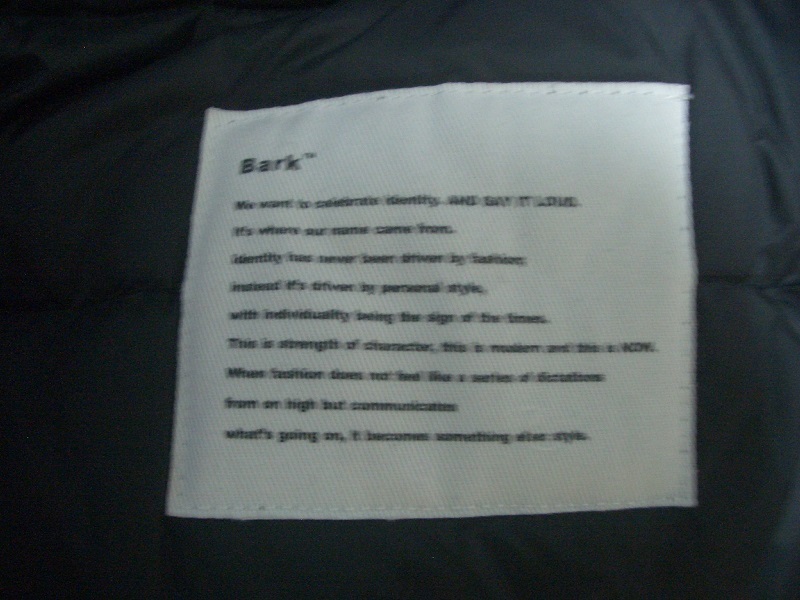 Bark™
We want to celebrate identity. AND SAY IT LOUD.
It's where our name came from.
Identity has never been driven by fashion;
instead it's driven by personal style,
with individuality being the sign of the times.
This is strength of character, this is modern and this is NOW.
When fashion does not feel like a series of dictations
from on high but communicates
what's going on, it becomes something else: style.